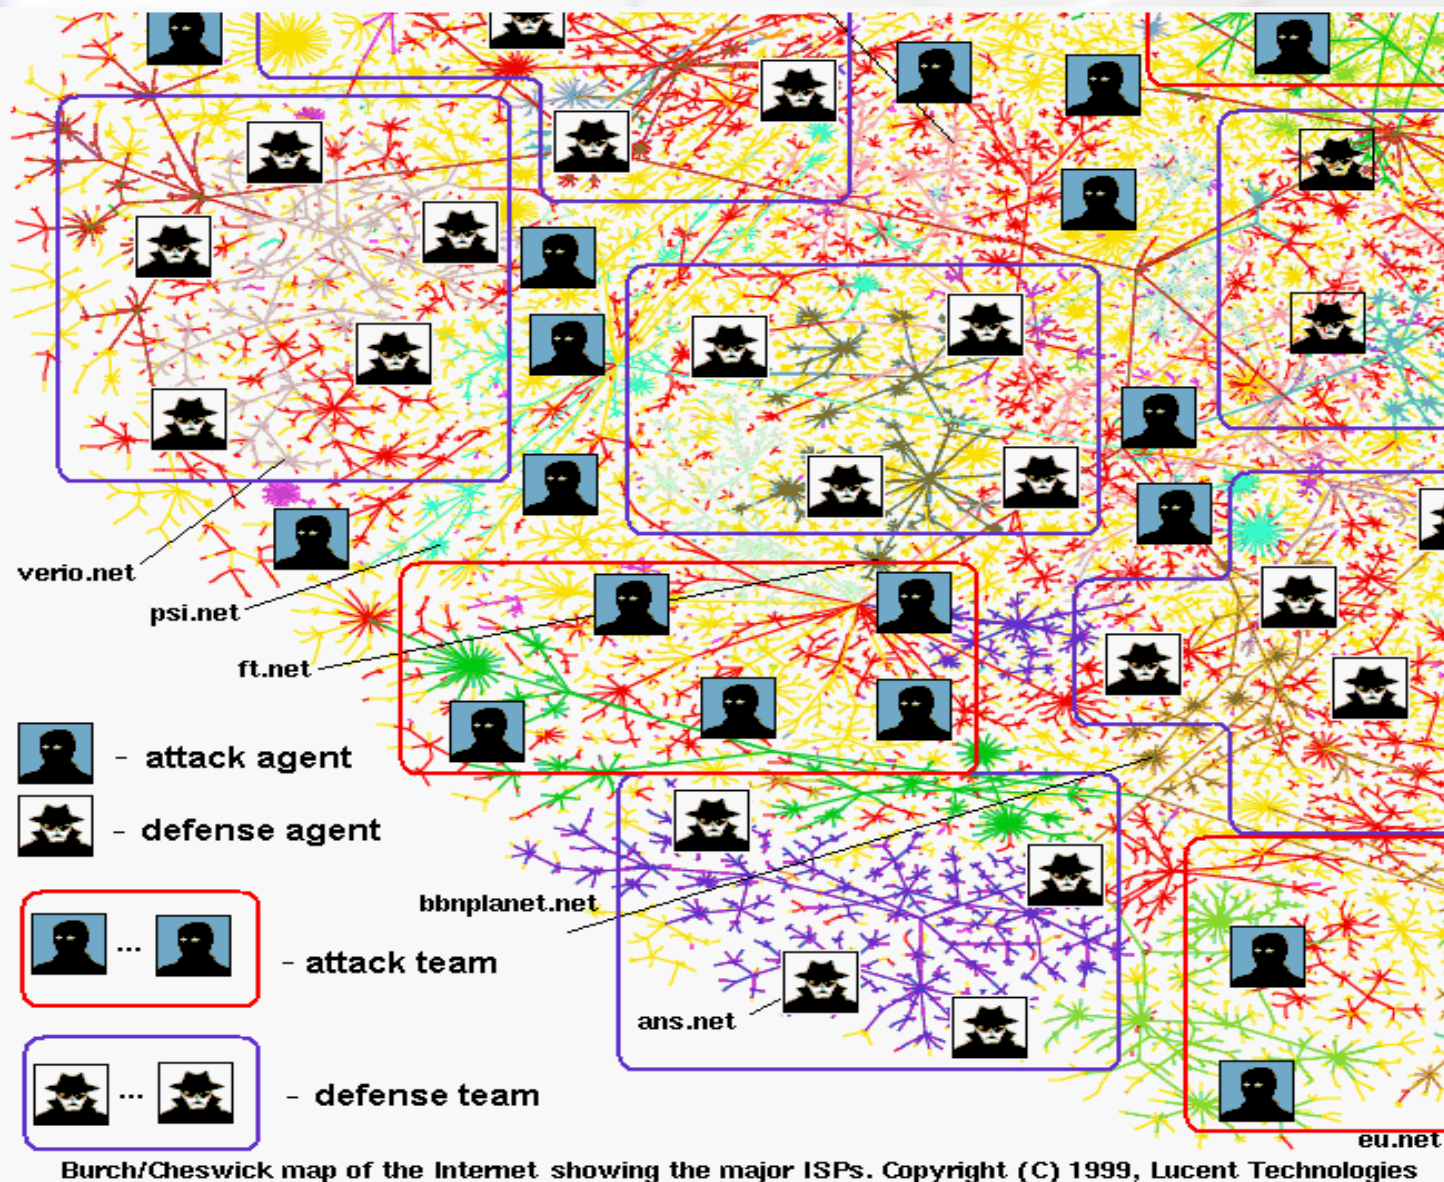 verio.net
psi.net
ft.net
- attack agent
- defense agent
bbnplanet.net
... - attack team
ans.net
... - defense team
eu.net
Burch/Cheswick map of the Internet showing the major ISPs. Copyright (C) 1999, Lucent Technologies